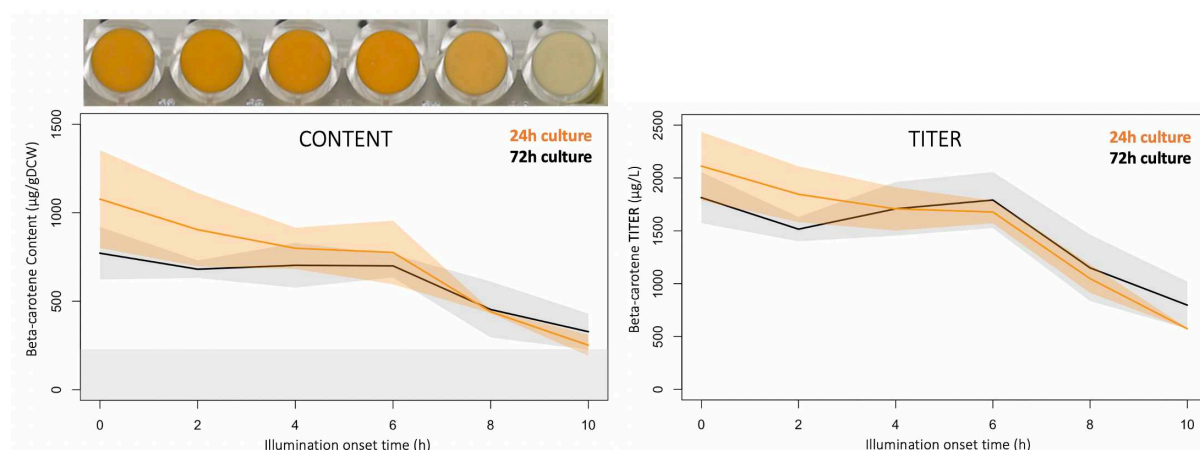 CONTENT
24h culture
72h culture
Beta-carotene Content (µg/gDCW)
1500
1000
500
0
0 2 4 6 8 10
Illumination onset time (h)
TITER
24h culture
72h culture
Beta-carotene TITER (µg/L)
2500
2000
1500
1000
500
0
0 2 4 6 8 10
Illumination onset time (h)